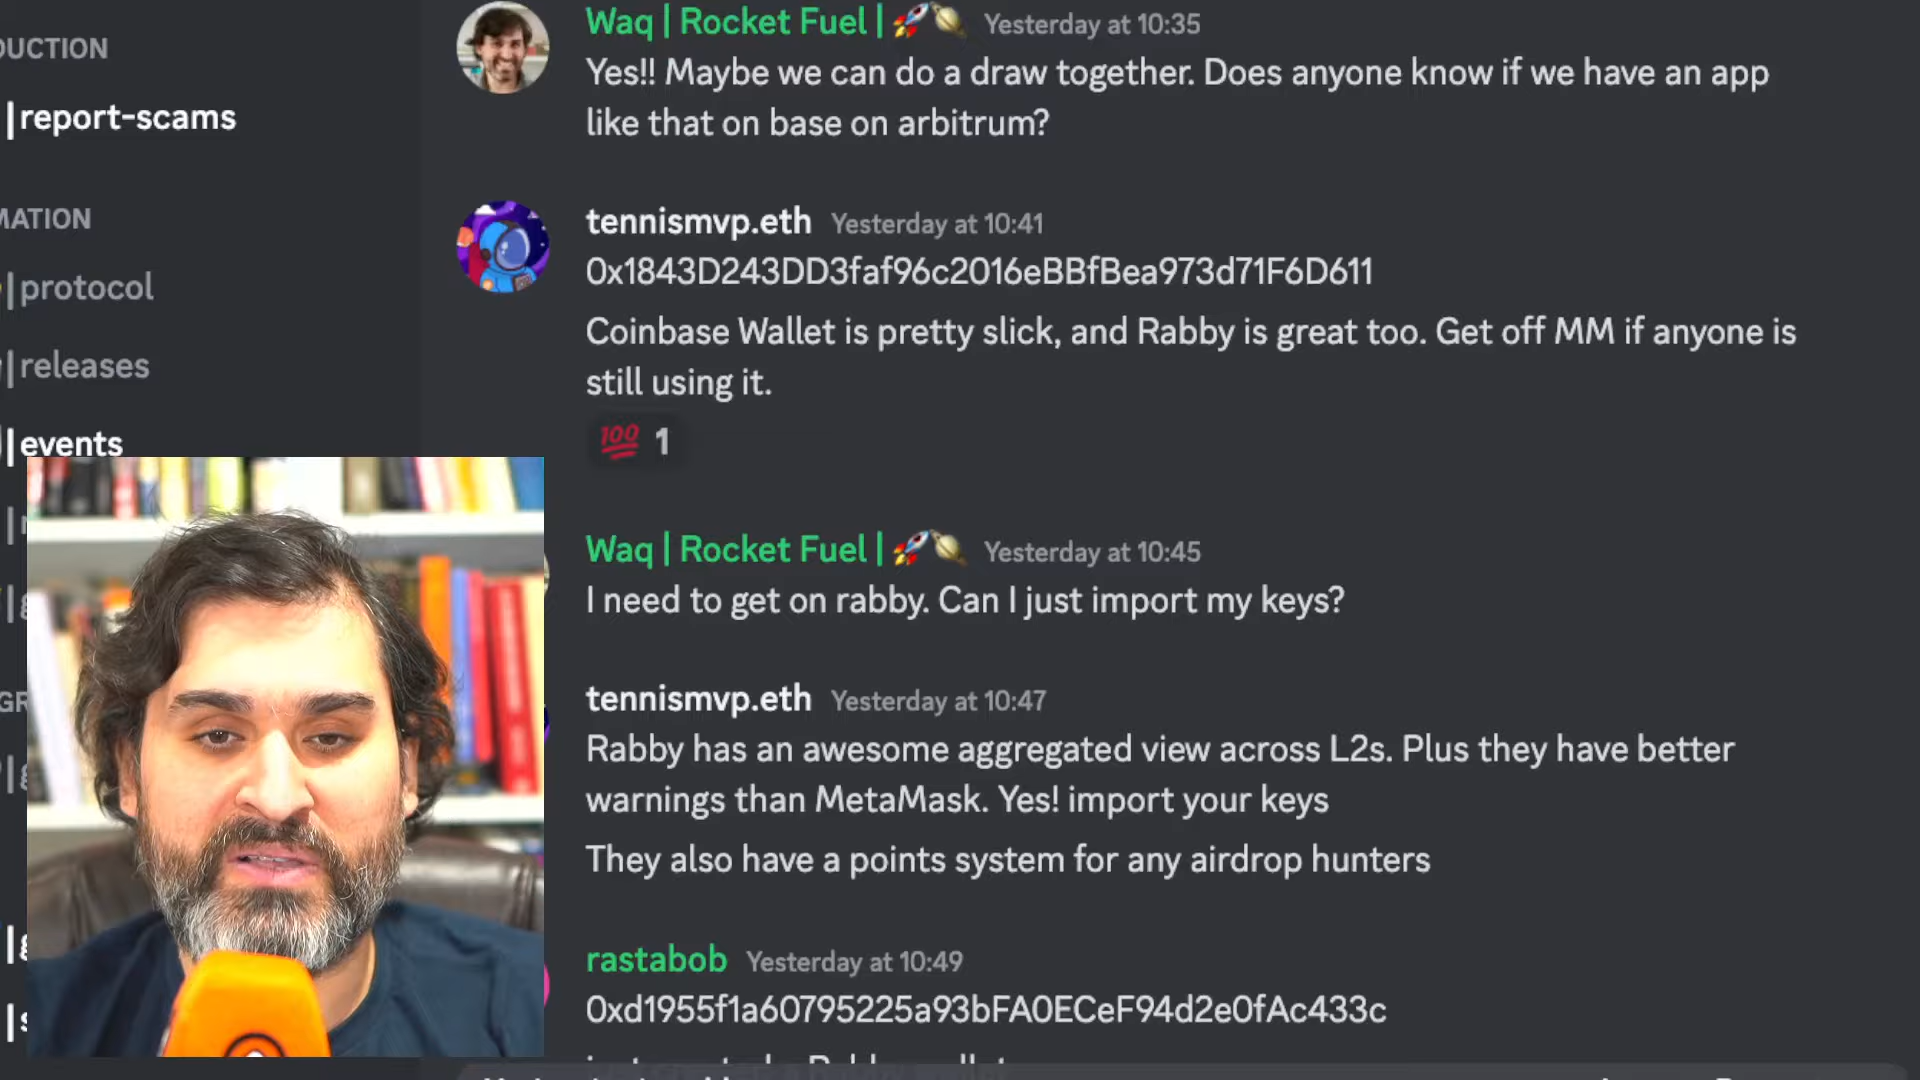 DUCTION
report-scams
MATION
protocol
releases
events
Waq | Rocket Fuel | 🚀🪐 Yesterday at 10:35
Yes!! Maybe we can do a draw together. Does anyone know if we have an app
like that on base on arbitrum?
tennismvp.eth Yesterday at 10:41
0x1843D243DD3faf96c2016eBBfBea973d71F6D611
Coinbase Wallet is pretty slick, and Rabby is great too. Get off MM if anyone is
still using it.
💯 1
Waq | Rocket Fuel | 🚀🪐 Yesterday at 10:45
I need to get on rabby. Can I just import my keys?
tennismvp.eth Yesterday at 10:47
Rabby has an awesome aggregated view across L2s. Plus they have better
warnings than MetaMask. Yes! import your keys
They also have a points system for any airdrop hunters
rastabob Yesterday at 10:49
0xd1955f1a60795225a93bFA0ECeF94d2e0fAc433c